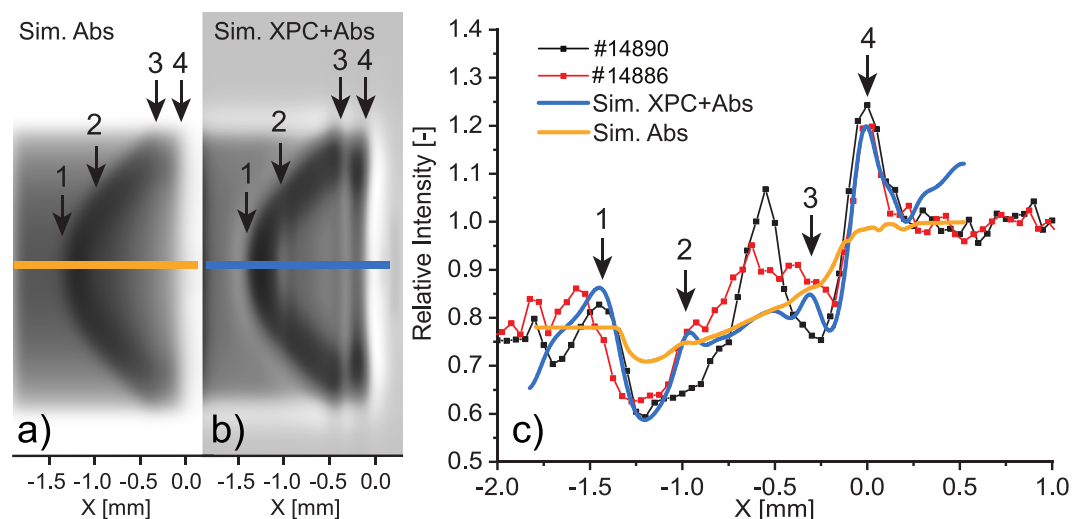 Sim. Abs
3 4
2
1
a)
-1.5 -1.0 -0.5 0.0
X [mm]
Sim. XPC+Abs
3 4
2
1
b)
-1.5 -1.0 -0.5 0.0
X [mm]
Relative Intensity [-]
1.4
1.3
1.2
1.1
1.0
0.9
0.8
0.7
0.6
0.5
#14890
#14886
Sim. XPC+Abs
Sim. Abs
4
1
3
2
c)
-2.0 -1.5 -1.0 -0.5 0.0 0.5 1.0
X [mm]